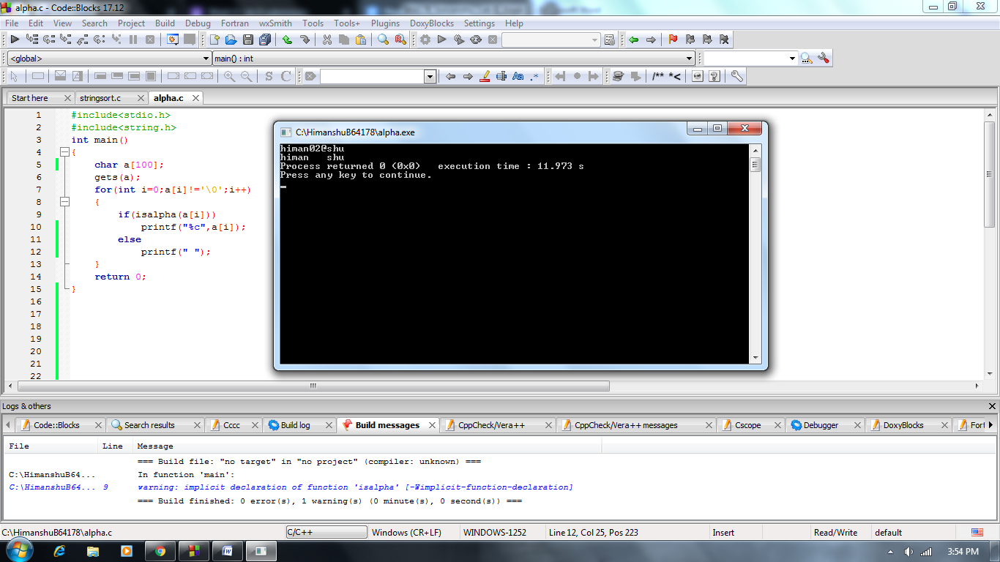 alpha.c - Code::Blocks 17.12
File Edit View Search Project Build Debug Fortran wxSmith Tools Tools+ Plugins DoxyBlocks Settings Help
<global> main() : int
S C Aa .* /** *<
Start here stringsort.c alpha.c
1 #include<stdio.h>
2 #include<string.h>
3 int main()
4 {
5 char a[100];
6 gets(a);
7 for(int i=0;a[i]!='\0';i++)
8 {
9 if(isalpha(a[i]))
10 printf("%c",a[i]);
11 else
12 printf(" ");
13 }
14 return 0;
15 }
16
17
18
19
20
21
22
C:\HimanshuB64178\alpha.exe
himan02@shu
himan   shu
Process returned 0 (0x0)   execution time : 11.973 s
Press any key to continue.
Logs & others
Code::Blocks Search results Cccc Build log Build messages CppCheck/Vera++ CppCheck/Vera++ messages Cscope Debugger DoxyBlocks Fort
File Line Message
=== Build file: "no target" in "no project" (compiler: unknown) ===
C:\HimanshuB64... In function 'main':
C:\HimanshuB64... 9 warning: implicit declaration of function 'isalpha' [-Wimplicit-function-declaration]
=== Build finished: 0 error(s), 1 warning(s) (0 minute(s), 0 second(s)) ===
C:\HimanshuB64178\alpha.c C/C++ Windows (CR+LF) WINDOWS-1252 Line 12, Col 25, Pos 223 Insert Read/Write default
3:54 PM